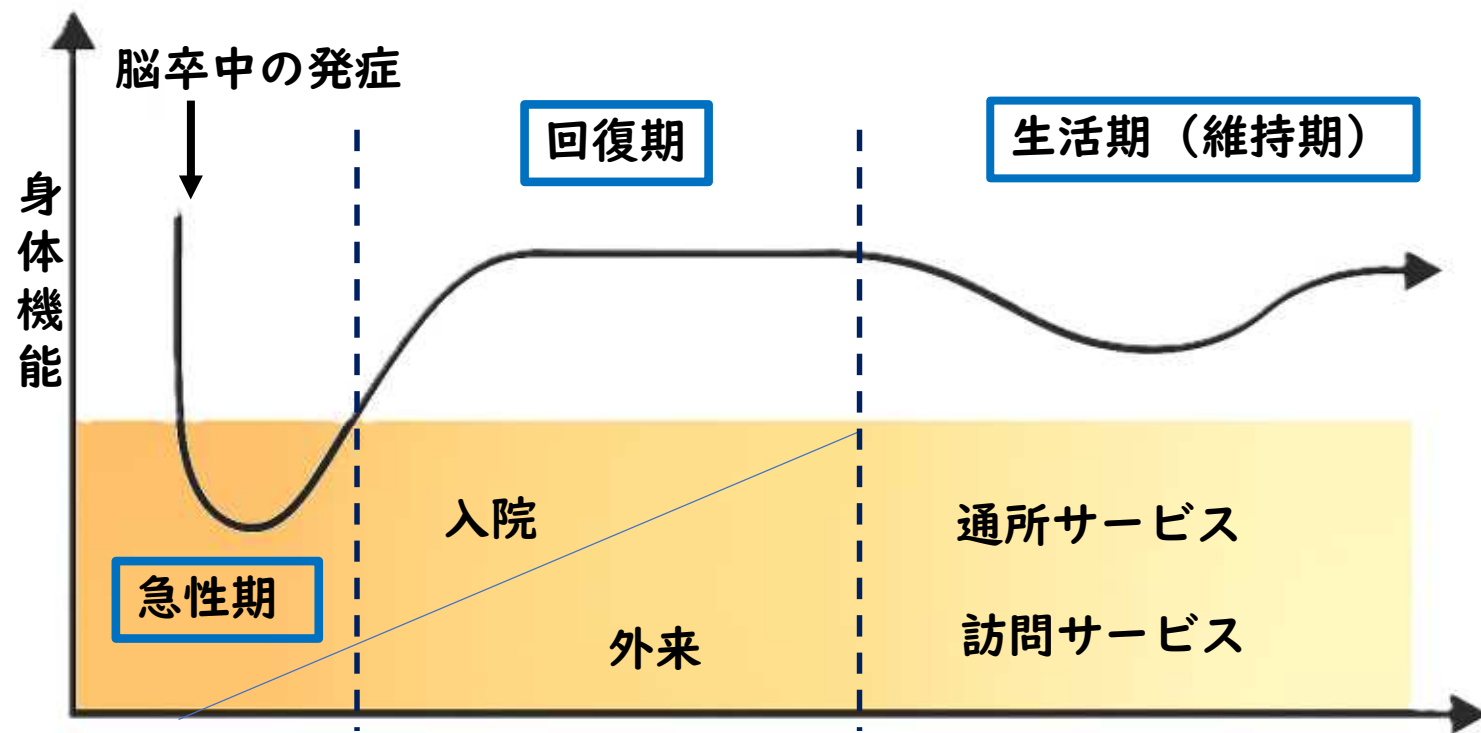 脳卒中の発症
回復期
生活期（維持期）
身体機能
入院
通所サービス
急性期
外来
訪問サービス